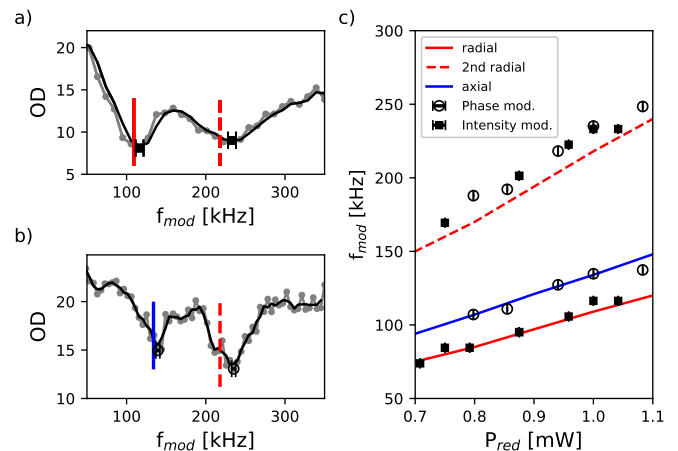 a)
20
15
10
5
OD
100
200
300
f_mod [kHz]
b)
20
15
10
OD
100
200
300
f_mod [kHz]
c)
300
250
200
150
100
50
f_mod [kHz]
radial
2nd radial
axial
Phase mod.
Intensity mod.
0.7
0.8
0.9
1.0
1.1
P_red [mW]